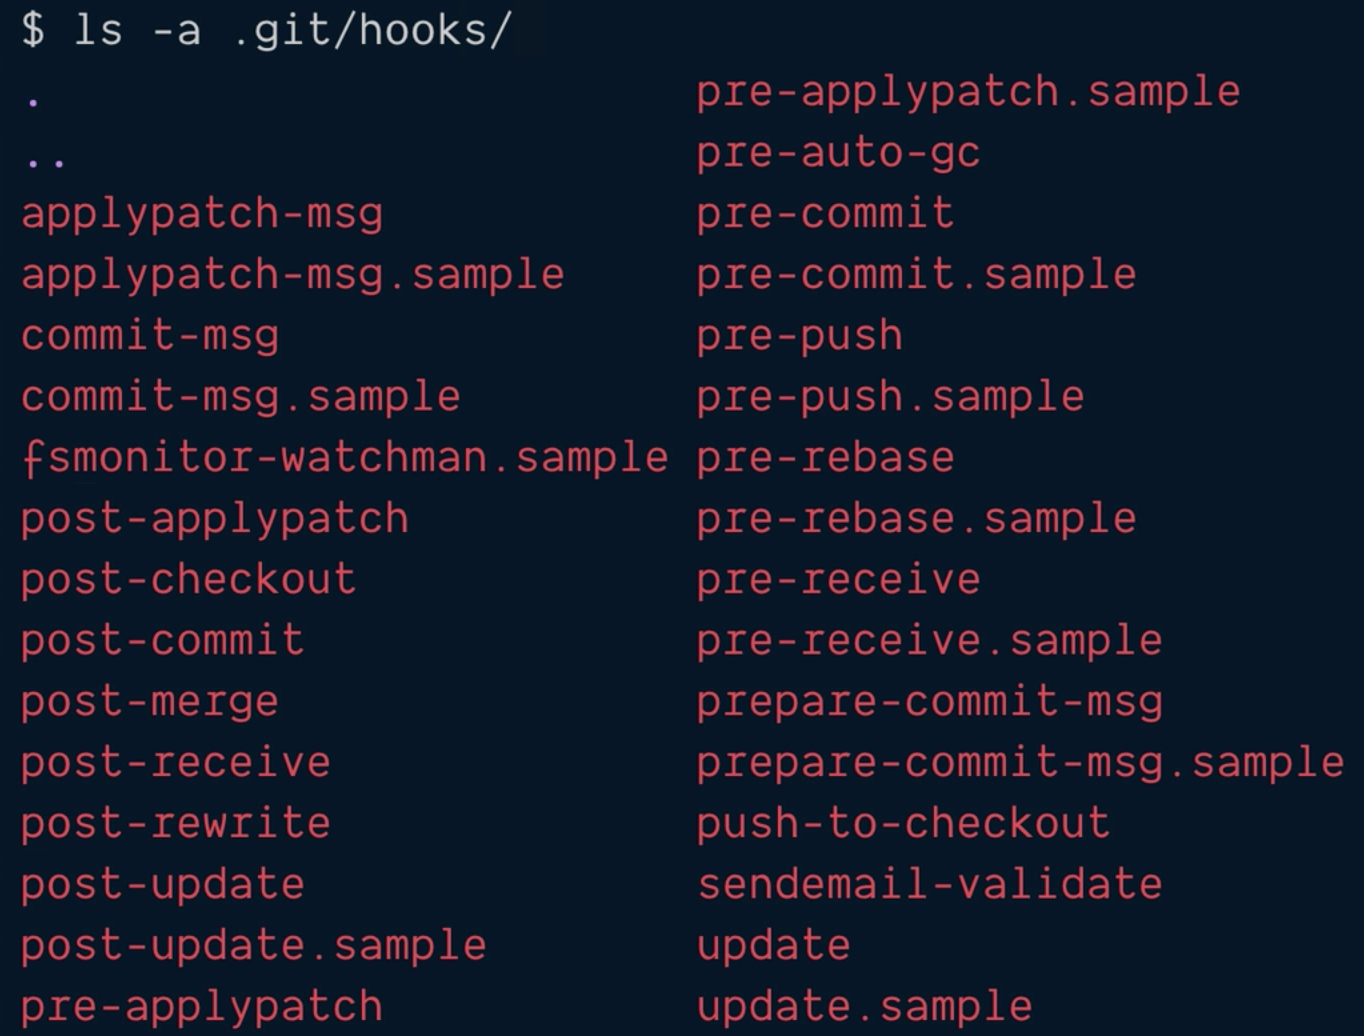 $ ls -a .git/hooks/
. pre-applypatch.sample
.. pre-auto-gc
applypatch-msg pre-commit
applypatch-msg.sample pre-commit.sample
commit-msg pre-push
commit-msg.sample pre-push.sample
fsmonitor-watchman.sample pre-rebase
post-applypatch pre-rebase.sample
post-checkout pre-receive
post-commit pre-receive.sample
post-merge prepare-commit-msg
post-receive prepare-commit-msg.sample
post-rewrite push-to-checkout
post-update sendemail-validate
post-update.sample update
pre-applypatch update.sample